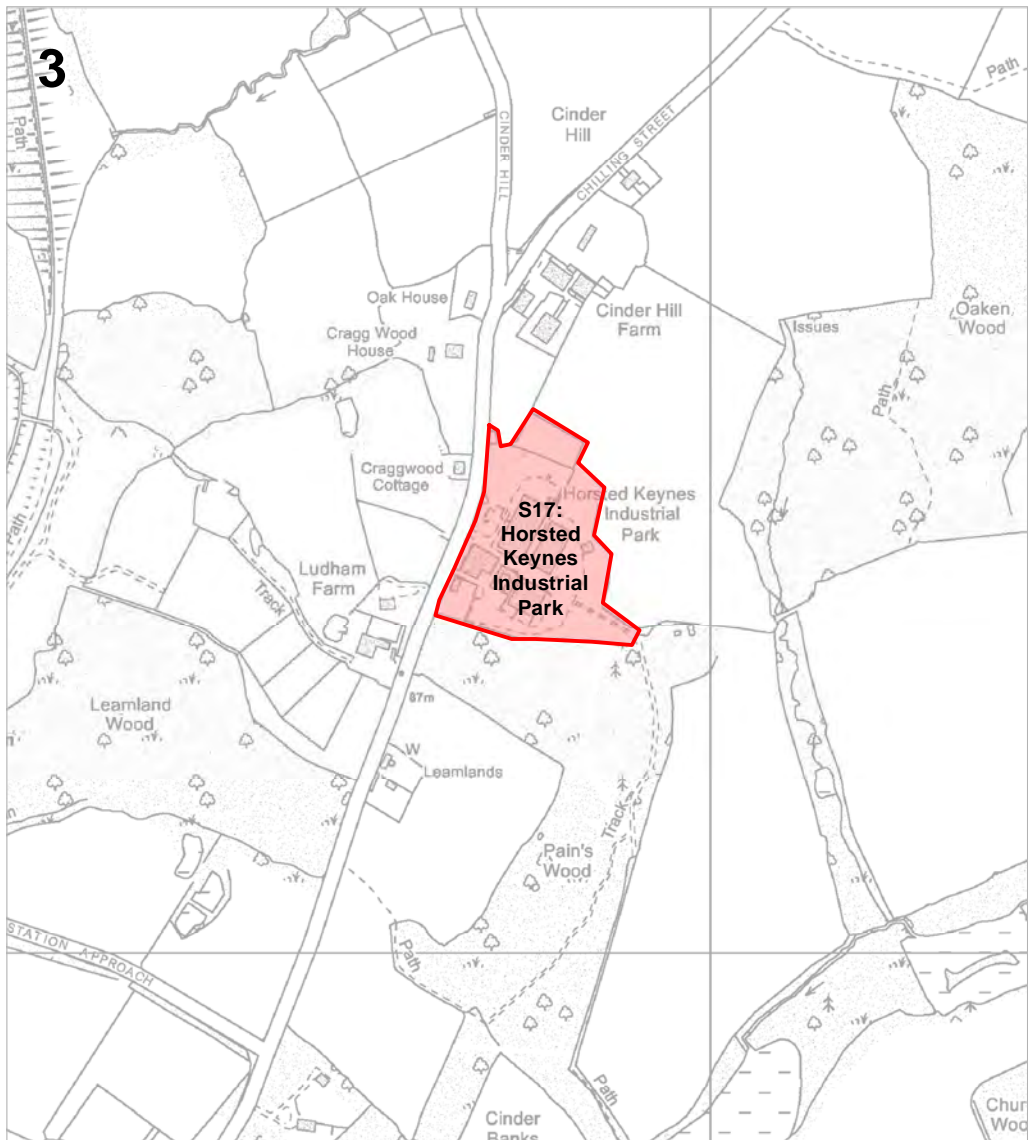 3
Path
Path
CINDER HILL
Cinder
Hill
CHILLING STREET
Oak House
Cragg Wood
House
Cinder Hill
Farm
Issues
Oaken
Wood
Path
Craggwood
Cottage
Horsted Keynes
Industrial
Park
S17:
Horsted
Keynes
Industrial
Park
Path
Ludham
Farm
Track
87m
Leamland
Wood
W
Leamlands
Track
Pain's
Wood
STATION APPROACH
Path
Path
Cinder
Banks